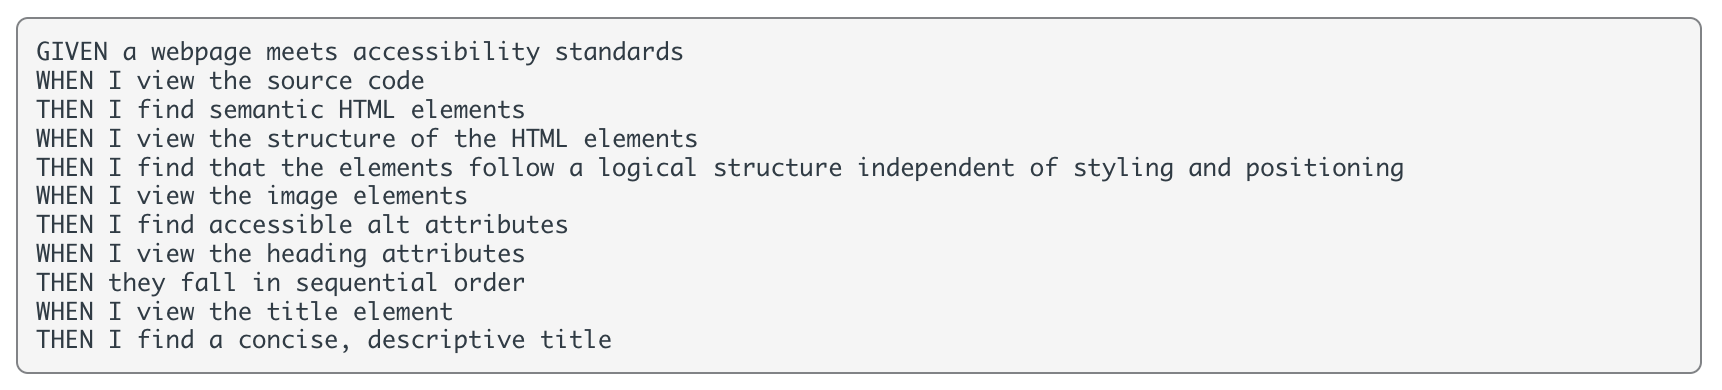 GIVEN a webpage meets accessibility standards
WHEN I view the source code
THEN I find semantic HTML elements
WHEN I view the structure of the HTML elements
THEN I find that the elements follow a logical structure independent of styling and positioning
WHEN I view the image elements
THEN I find accessible alt attributes
WHEN I view the heading attributes
THEN they fall in sequential order
WHEN I view the title element
THEN I find a concise, descriptive title